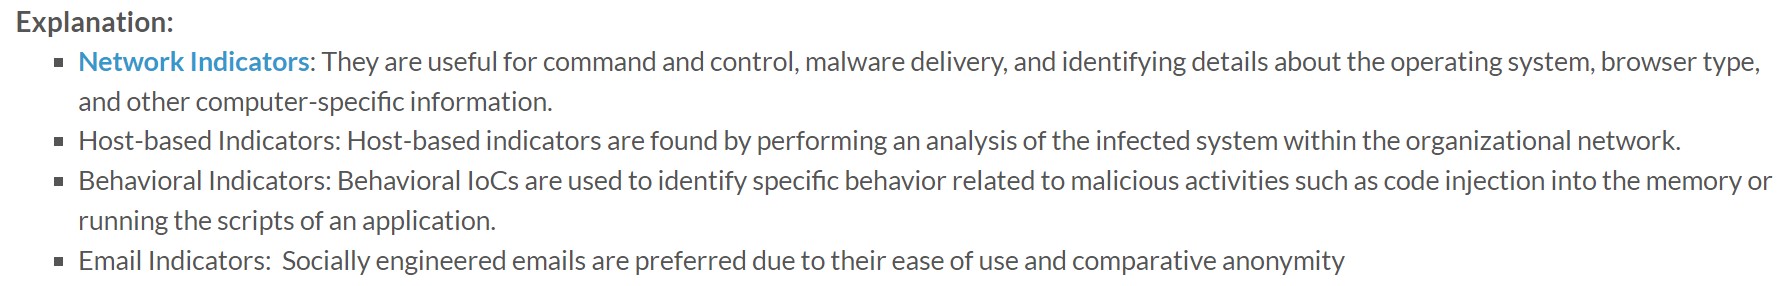 Explanation:
▪ Network Indicators: They are useful for command and control, malware delivery, and identifying details about the operating system, browser type,
and other computer-specific information.
▪ Host-based Indicators: Host-based indicators are found by performing an analysis of the infected system within the organizational network.
▪ Behavioral Indicators: Behavioral IoCs are used to identify specific behavior related to malicious activities such as code injection into the memory or
running the scripts of an application.
▪ Email Indicators:  Socially engineered emails are preferred due to their ease of use and comparative anonymity